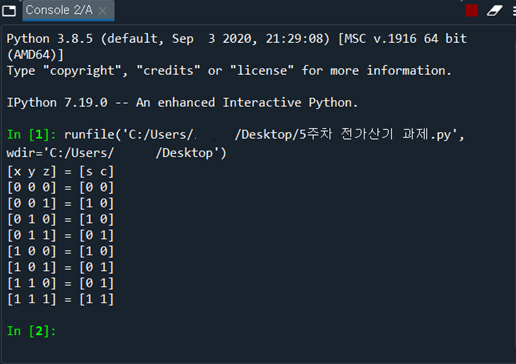 Console 2/A
Python 3.8.5 (default, Sep  3 2020, 21:29:08) [MSC v.1916 64 bit
(AMD64)]
Type "copyright", "credits" or "license" for more information.
IPython 7.19.0 -- An enhanced Interactive Python.
In [1]: runfile('C:/Users/      /Desktop/5주차 전가산기 과제.py',
wdir='C:/Users/      /Desktop')
[x y z] = [s c]
[0 0 0] = [0 0]
[0 0 1] = [1 0]
[0 1 0] = [1 0]
[0 1 1] = [0 1]
[1 0 0] = [1 0]
[1 0 1] = [0 1]
[1 1 0] = [0 1]
[1 1 1] = [1 1]
In [2]: